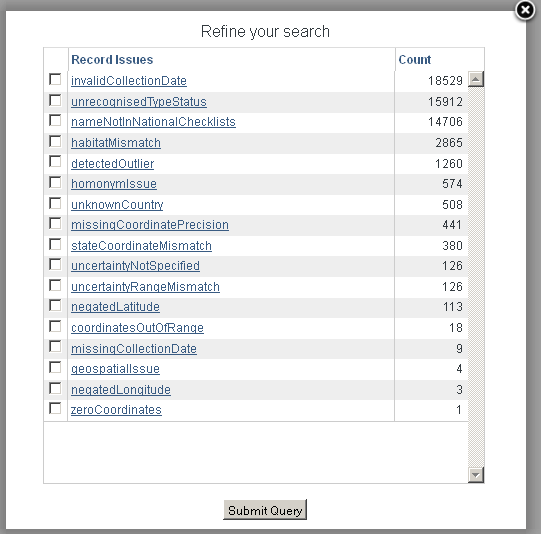 Refine your search
Record Issues Count
invalidCollectionDate 18529
unrecognisedTypeStatus 15912
nameNotInNationalChecklists 14706
habitatMismatch 2865
detectedOutlier 1260
homonymIssue 574
unknownCountry 508
missingCoordinatePrecision 441
stateCoordinateMismatch 380
uncertaintyNotSpecified 126
uncertaintyRangeMismatch 126
negatedLatitude 113
coordinatesOutOfRange 18
missingCollectionDate 9
geospatialIssue 4
negatedLongitude 3
zeroCoordinates 1
Submit Query